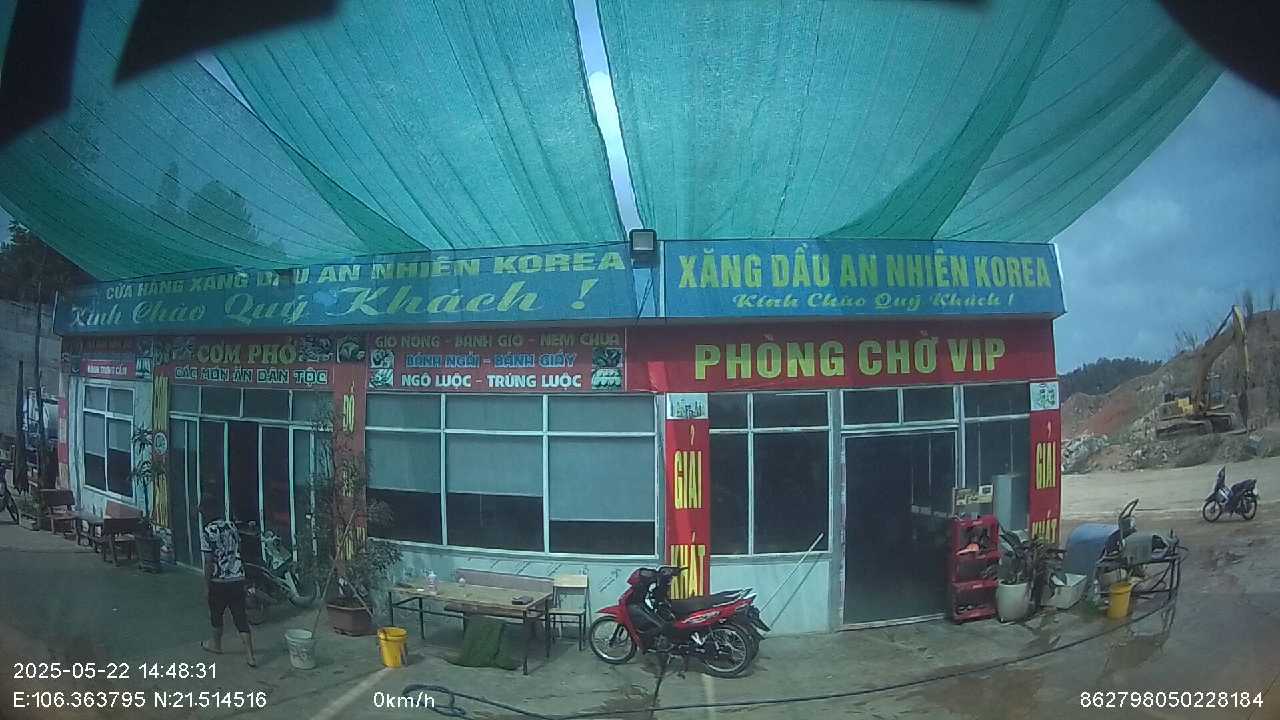 CỬA HÀNG XĂNG DẦU AN NHIÊN KOREA
Kính Chào Quý Khách !
XĂNG DẦU AN NHIÊN KOREA
Kính Chào Quý Khách !
CƠM PHỞ
CÁC MÓN ĂN DÂN TỘC
GIÒ NÓNG - BÁNH GIÒ - NEM CHUA
BÁNH NGẢI - BÁNH GIẦY
NGÔ LUỘC - TRỨNG LUỘC
PHÒNG CHỜ VIP
GIẢI
KHÁT
GIẢI
KHÁT
2025-05-22 14:48:31
E:106.363795 N:21.514516
0km/h
862798050228184